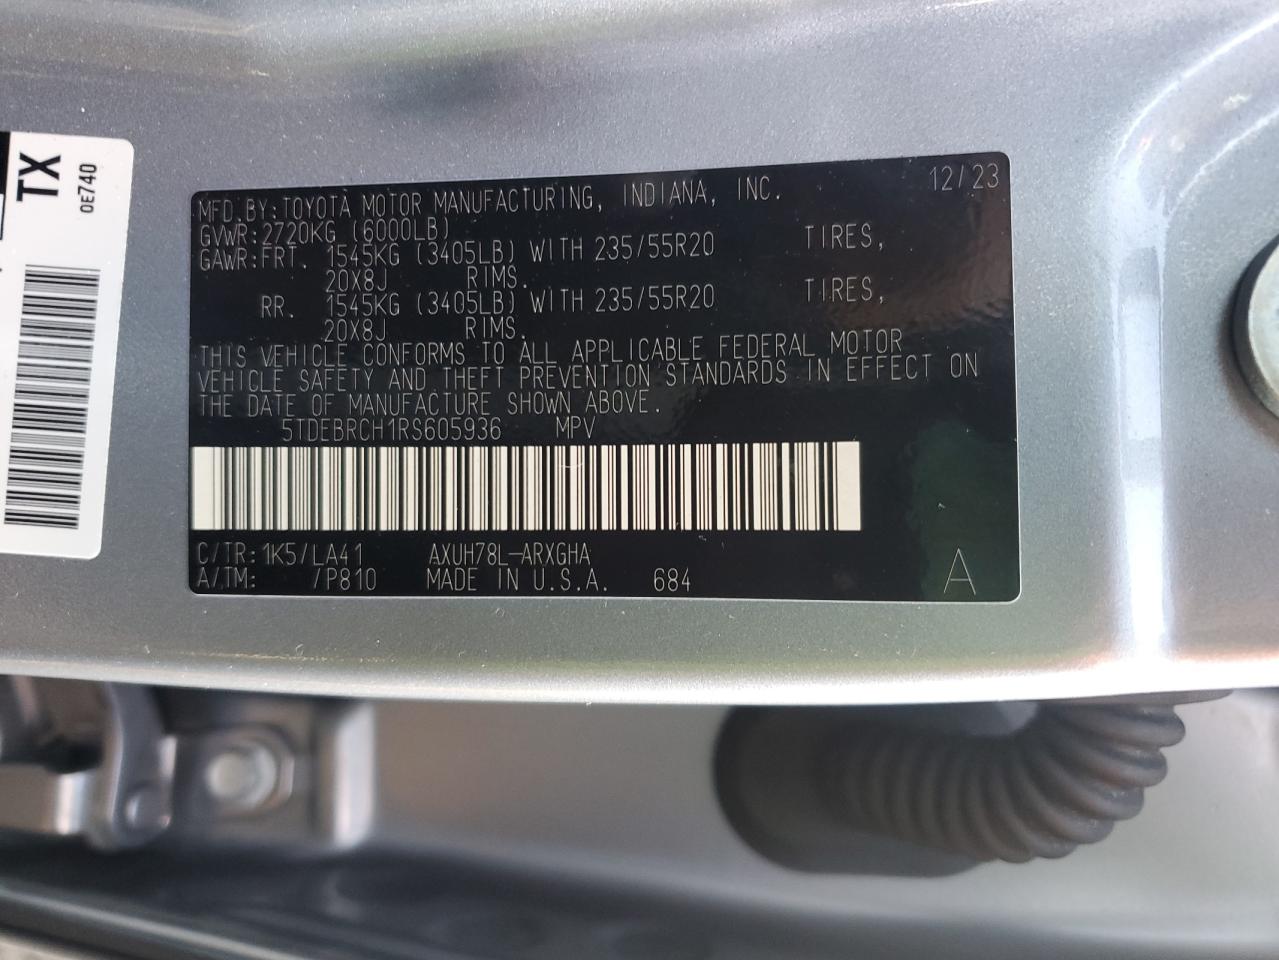 TX
0E740
MFD.BY:TOYOTA MOTOR MANUFACTURING, INDIANA, INC. 12/23
GVWR:2720KG (6000LB)
GAWR:FRT. 1545KG (3405LB) WITH 235/55R20 TIRES,
20X8J RIMS.
RR. 1545KG (3405LB) WITH 235/55R20 TIRES,
20X8J RIMS.
THIS VEHICLE CONFORMS TO ALL APPLICABLE FEDERAL MOTOR
VEHICLE SAFETY AND THEFT PREVENTION STANDARDS IN EFFECT ON
THE DATE OF MANUFACTURE SHOWN ABOVE.
5TDEBRCH1RS605936 MPV
C/TR:1K5/LA41 AXUH78L-ARXGHA
A/TM: /P810 MADE IN U.S.A. 684 A